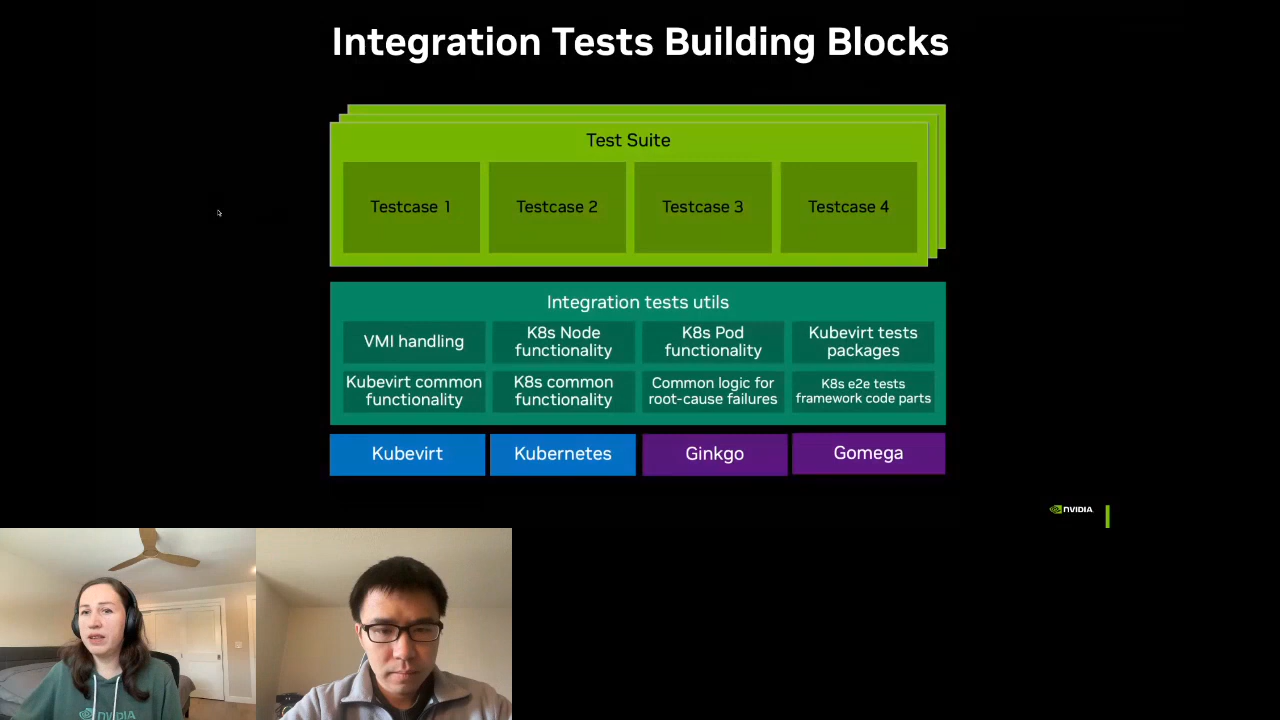 Integration Tests Building Blocks
Test Suite
Testcase 1
Testcase 2
Testcase 3
Testcase 4
Integration tests utils
VMI handling
K8s Node
functionality
K8s Pod
functionality
Kubevirt tests
packages
Kubevirt common
functionality
K8s common
functionality
Common logic for
root-cause failures
K8s e2e tests
framework code parts
Kubevirt
Kubernetes
Ginkgo
Gomega
NVIDIA
NVIDIA